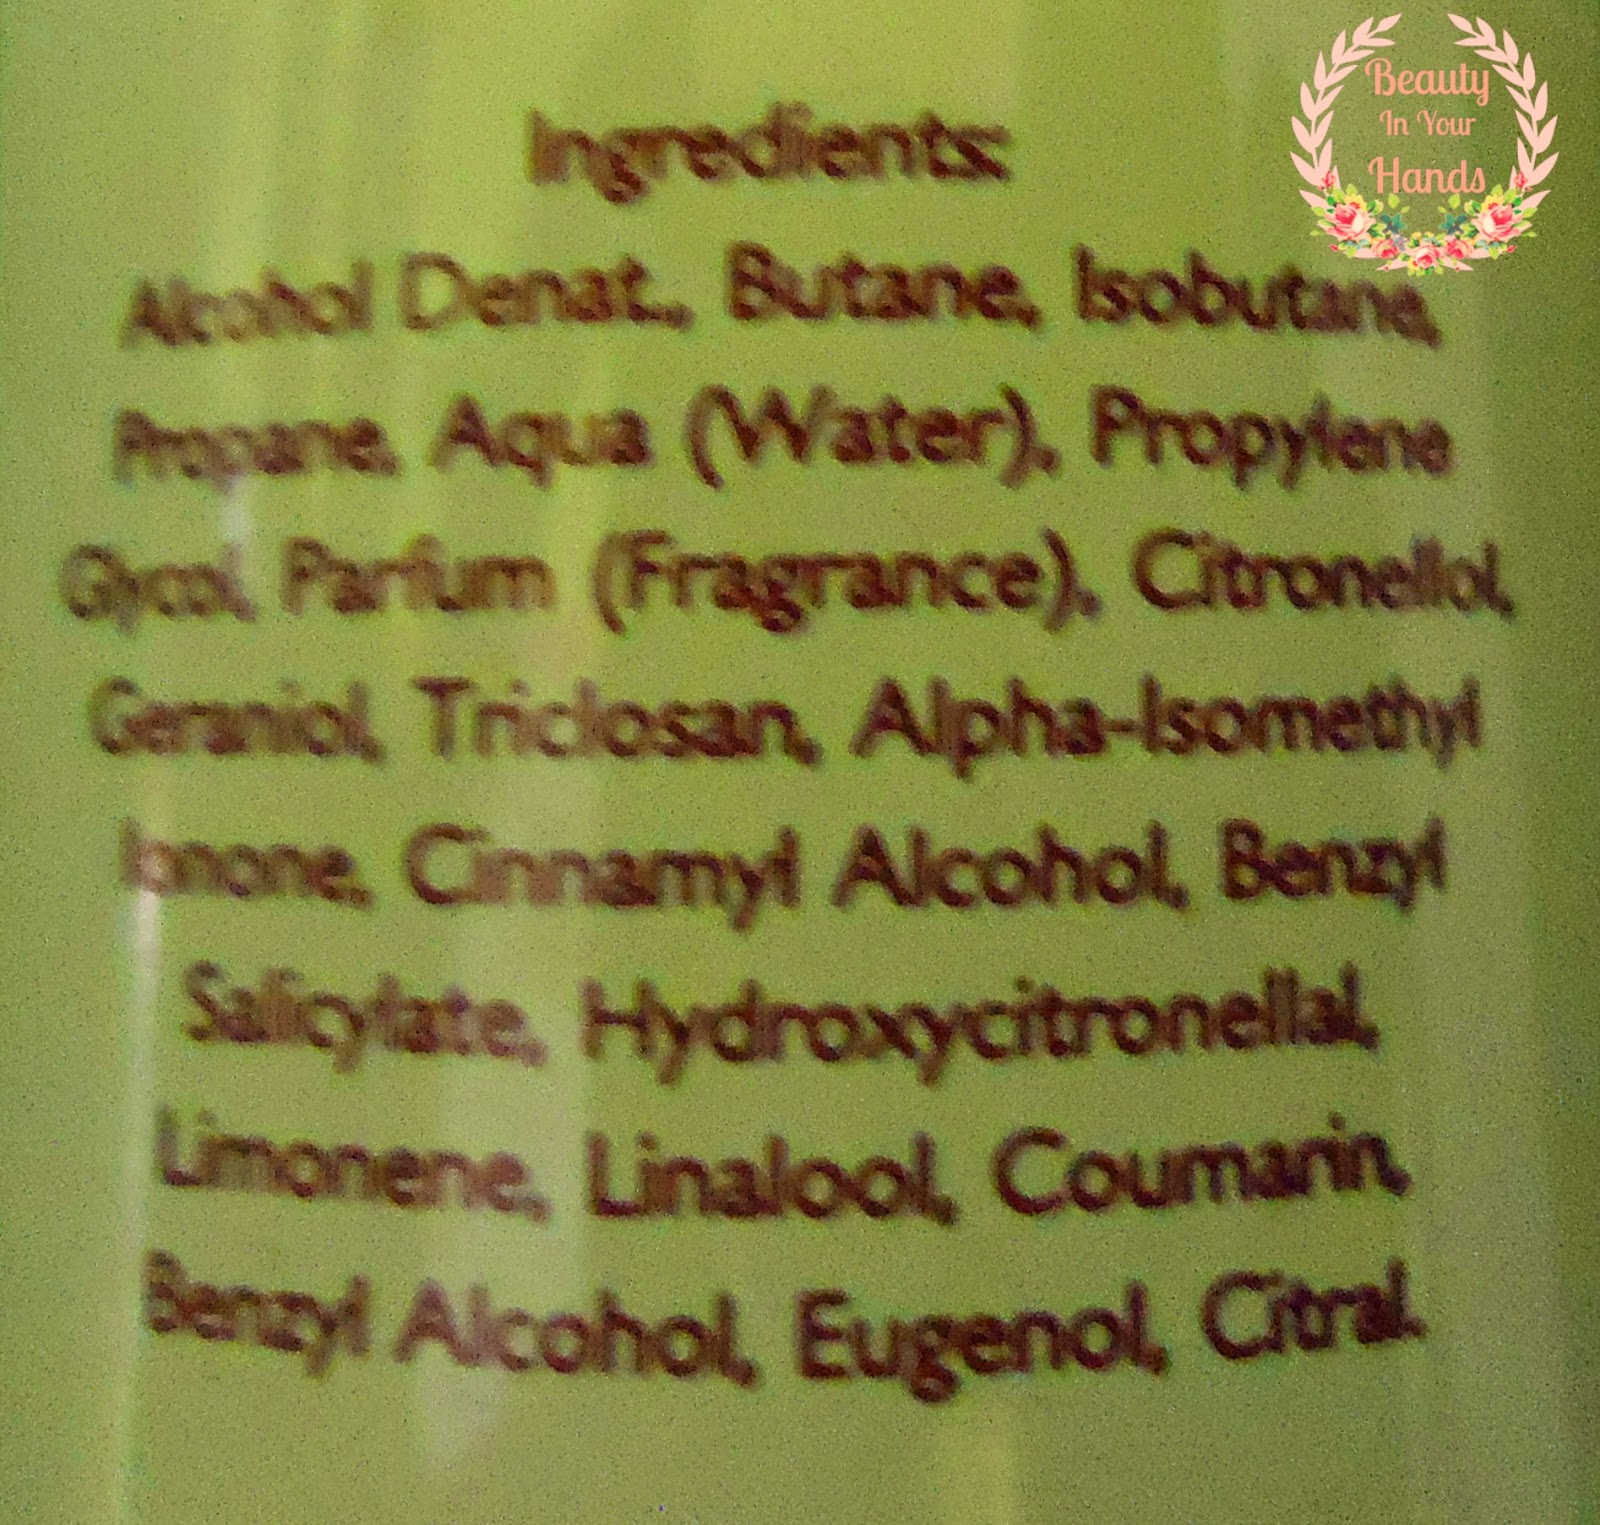 Beauty
In Your
Hands
Ingredients:
Alcohol Denat., Butane, Isobutane,
Propane, Aqua (Water), Propylene
Glycol, Parfum (Fragrance), Citronellol,
Geraniol, Triclosan, Alpha-Isomethyl
Ionone, Cinnamyl Alcohol, Benzyl
Salicylate, Hydroxycitronellal,
Limonene, Linalool, Coumarin,
Benzyl Alcohol, Eugenol, Citral.